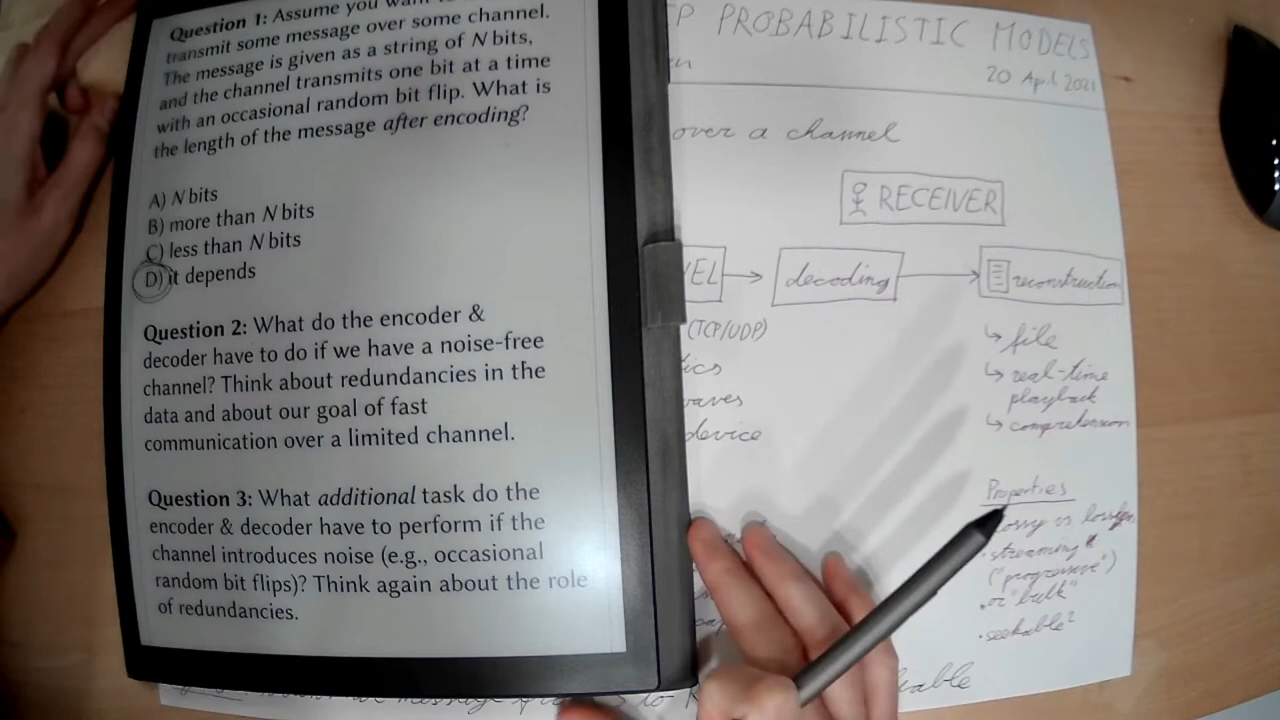 Question 1: Assume you
transmit some message over some channel.
The message is given as a string of N bits,
and the channel transmits one bit at a time
with an occasional random bit flip. What is
the length of the message after encoding?
A) N bits
B) more than N bits
C) less than N bits
D) it depends
Question 2: What do the encoder &
decoder have to do if we have a noise-free
channel? Think about redundancies in the
data and about our goal of fast
communication over a limited channel.
Question 3: What additional task do the
encoder & decoder have to perform if the
channel introduces noise (e.g., occasional
random bit flips)? Think again about the role
of redundancies.
PROBABILISTIC MODELS
20 April 2021
over a channel
RECEIVER
decoding
reconstruction
(TCP/UDP)
device
↳ file
↳ real-time
playback
↳ comprehension
Properties
lossy vs. lossless
• streaming"
("progressive")
• or "bulk"
• seekable?
message
to